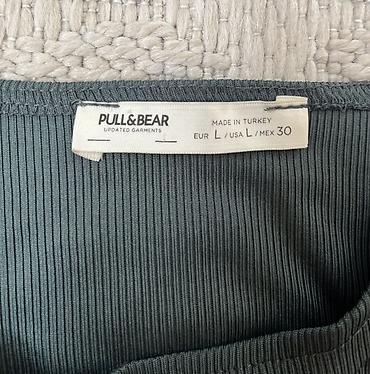 PULL&BEAR
UPDATED GARMENTS
MADE IN TURKEY
EUR L / USA L / MEX 30